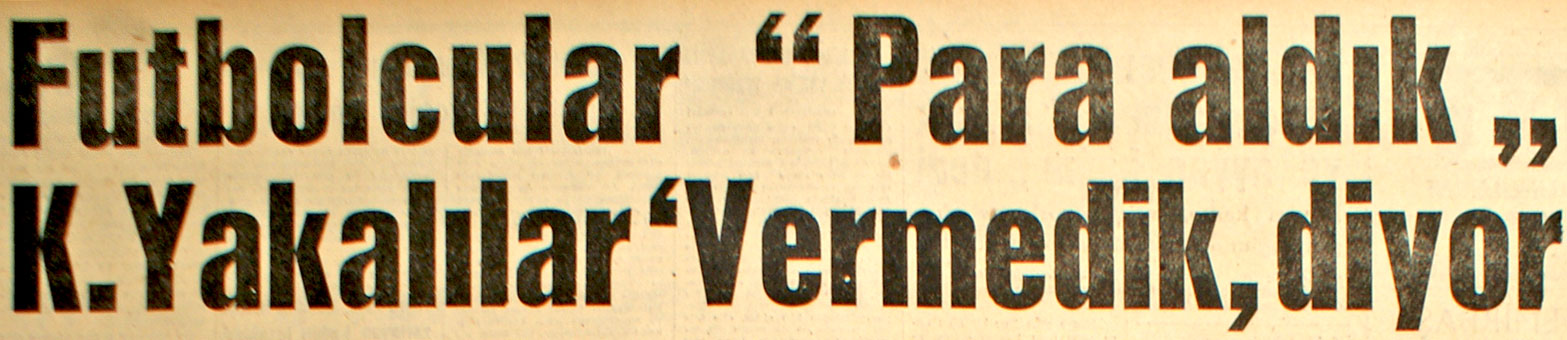 Futbolcular “ Para aldık „
K. Yakalılar ‘Vermedik, diyor